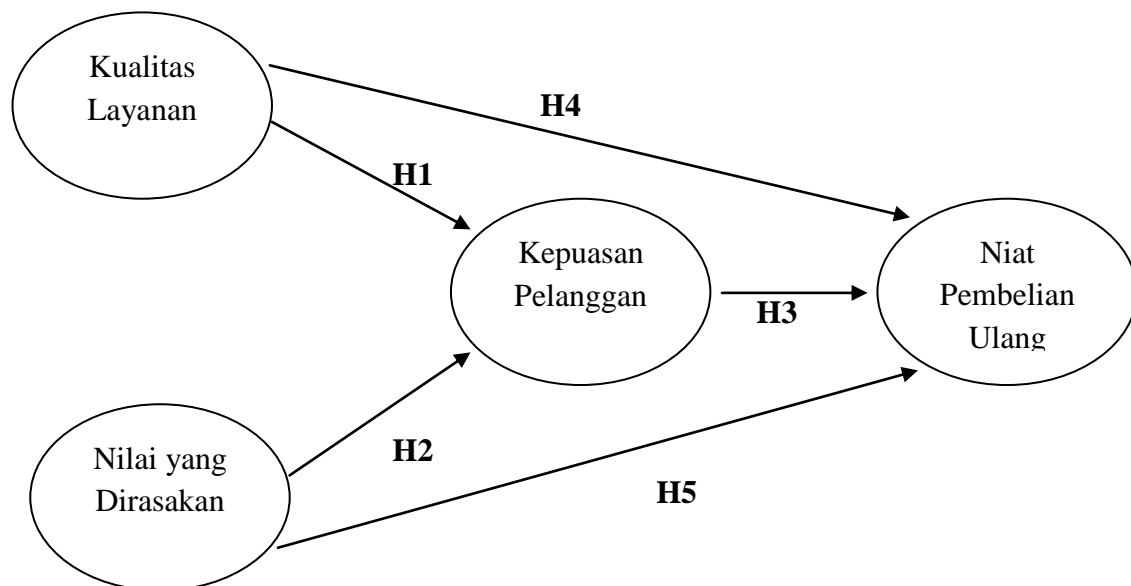 Kualitas
Layanan
H4
H1
Kepuasan
Pelanggan
H3
Niat
Pembelian
Ulang
H2
Nilai yang
Dirasakan
H5